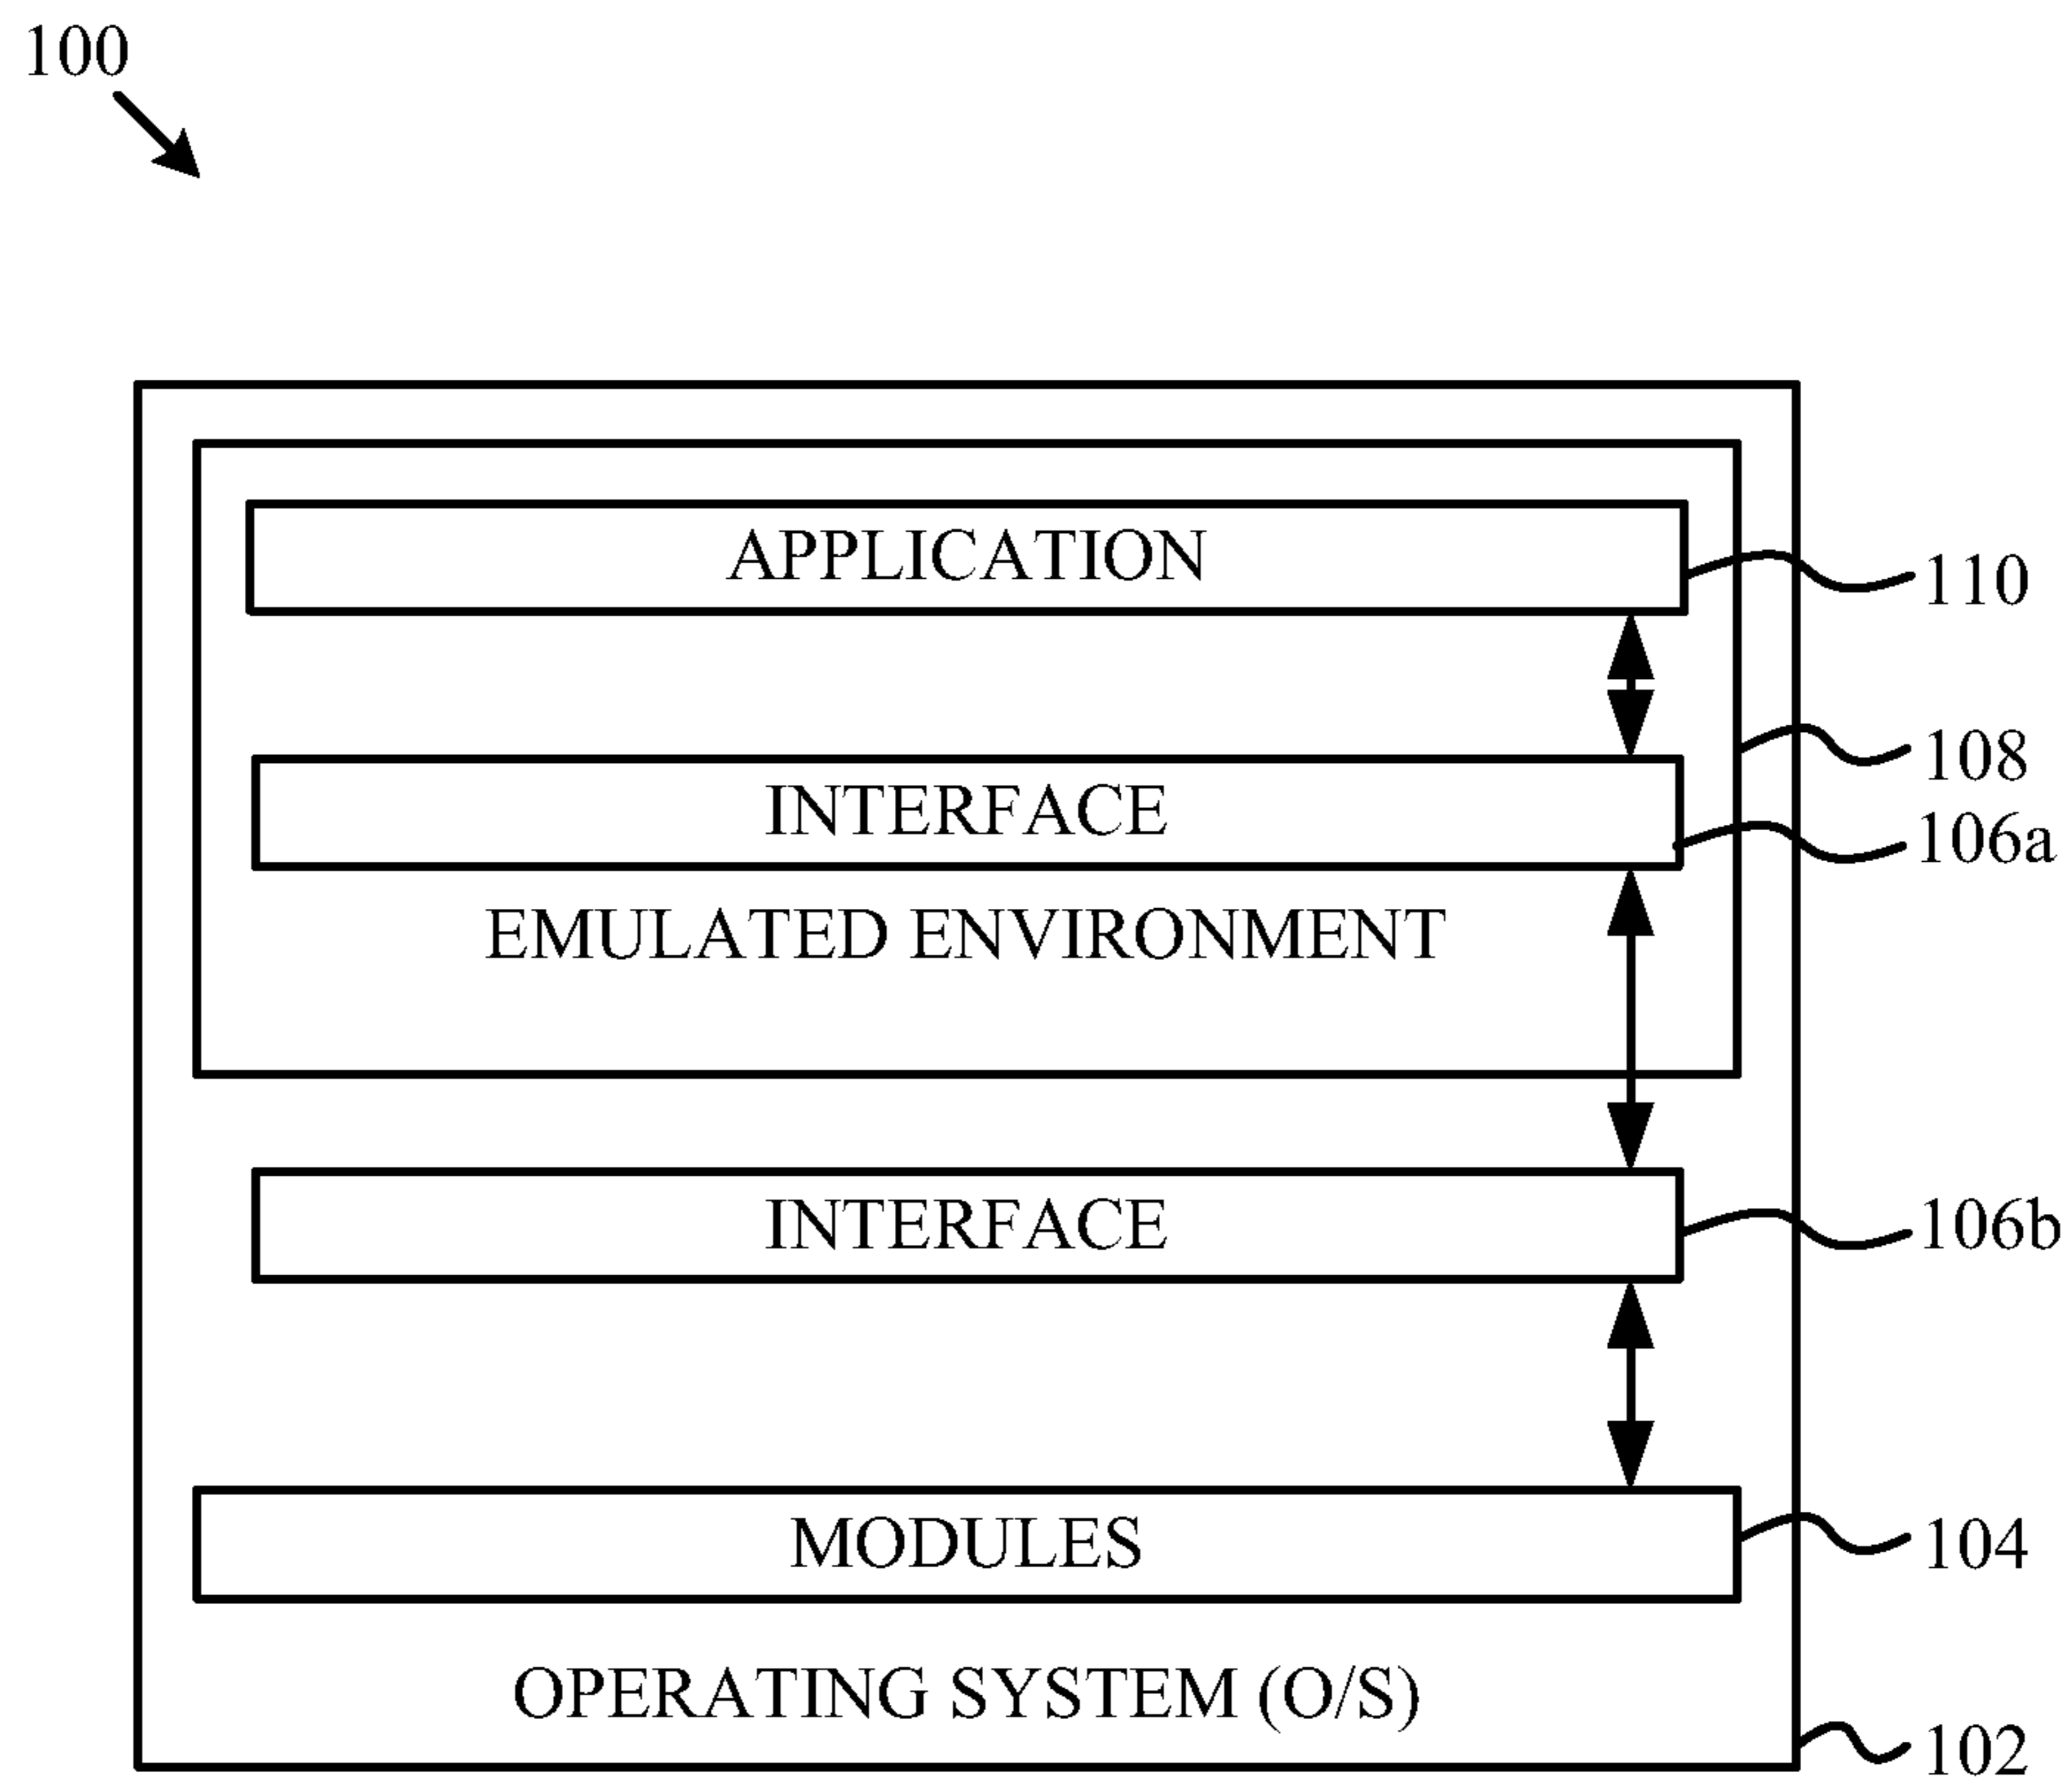 100
APPLICATION
110
108
INTERFACE
106a
EMULATED ENVIRONMENT
INTERFACE
106b
MODULES
104
OPERATING SYSTEM (O/S)
102